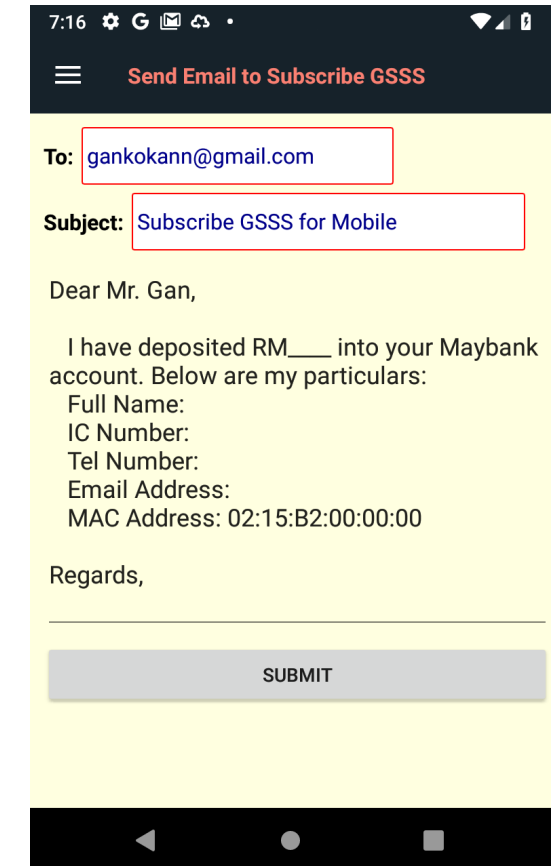 7:16
Send Email to Subscribe GSSS
To: gankokann@gmail.com
Subject: Subscribe GSSS for Mobile
Dear Mr. Gan,
I have deposited RM____ into your Maybank
account. Below are my particulars:
Full Name:
IC Number:
Tel Number:
Email Address:
MAC Address: 02:15:B2:00:00:00
Regards,
SUBMIT